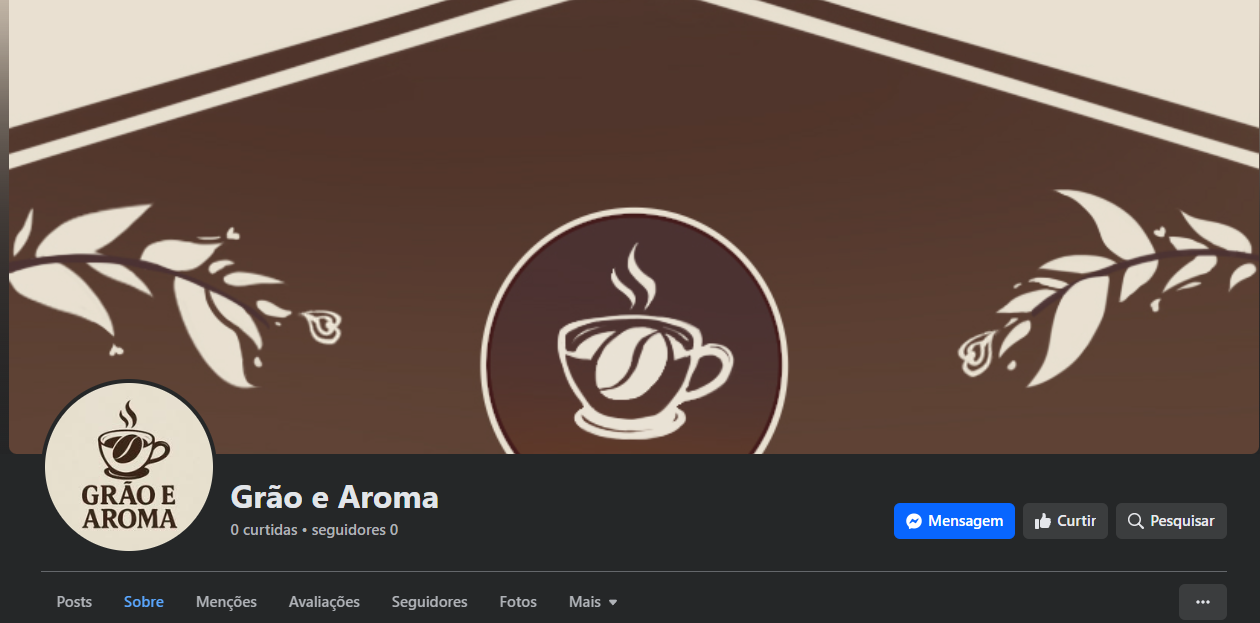 GRÃO E
AROMA
Grão e Aroma
0 curtidas • seguidores 0
Mensagem
Curtir
Pesquisar
Posts
Sobre
Menções
Avaliações
Seguidores
Fotos
Mais